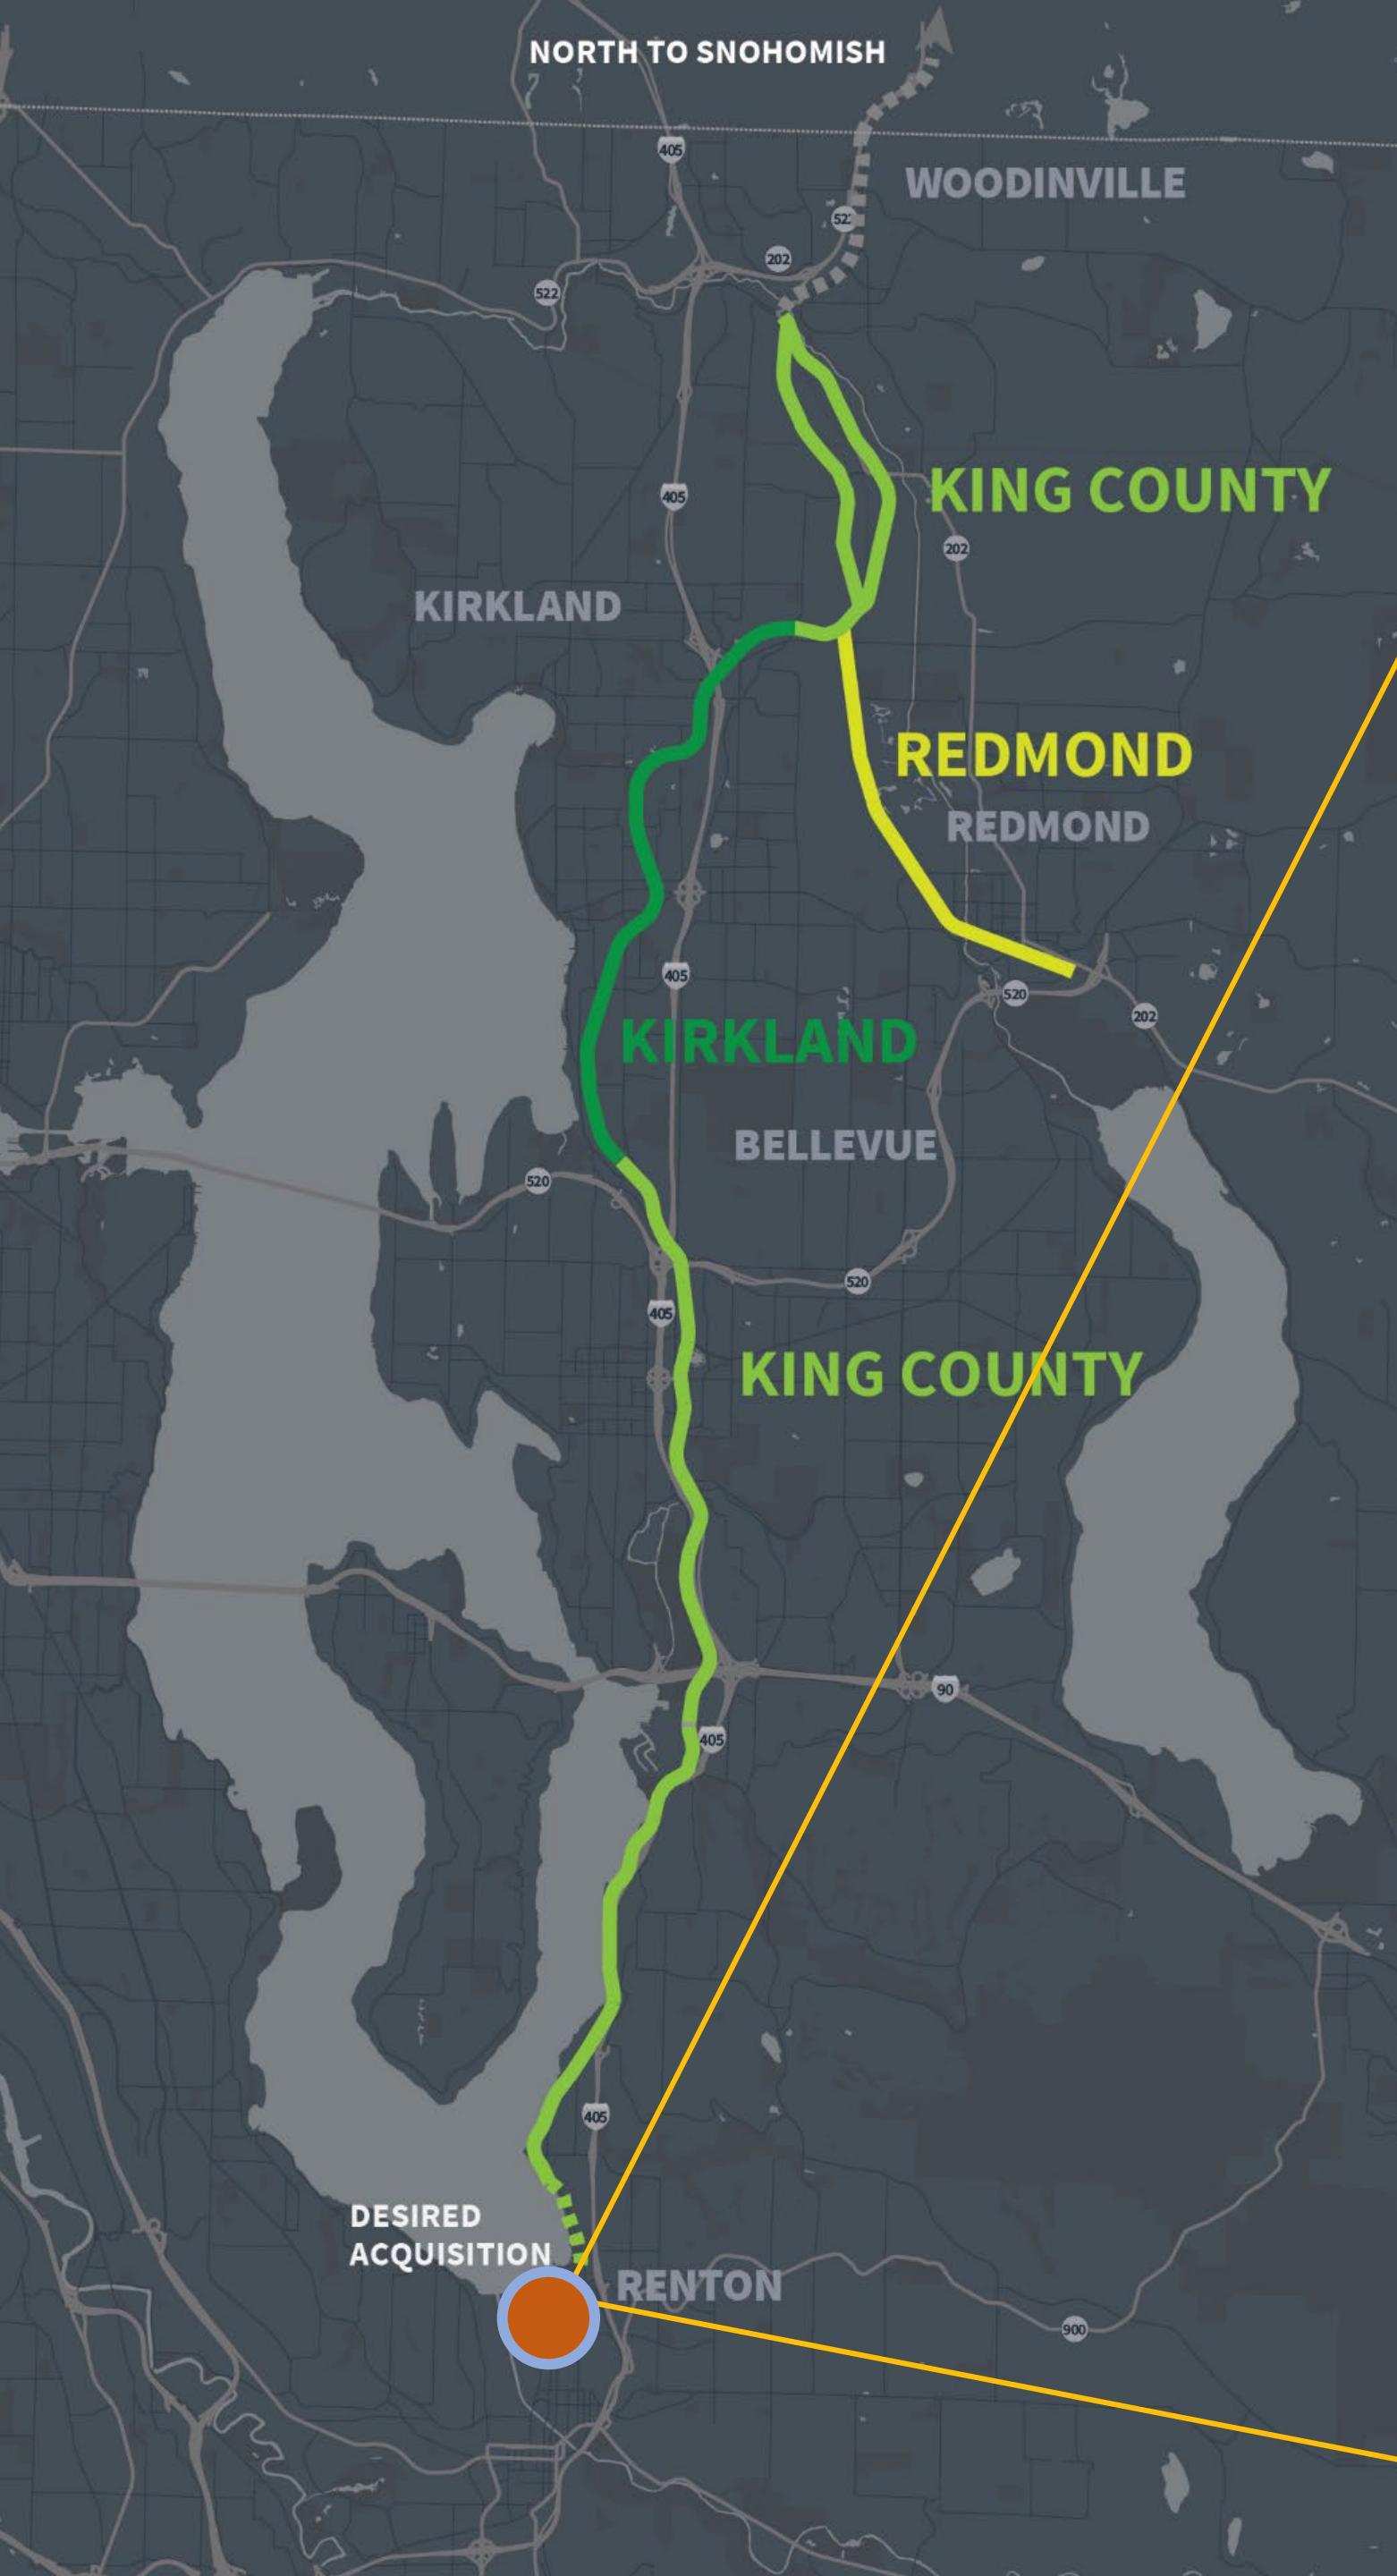 NORTH TO SNOHOMISH
405
WOODINVILLE
522
202
522
KING COUNTY
405
202
KIRKLAND
REDMOND
REDMOND
405
520
202
KIRKLAND
BELLEVUE
520
520
405
KING COUNTY
90
405
405
DESIRED
ACQUISITION
RENTON
900